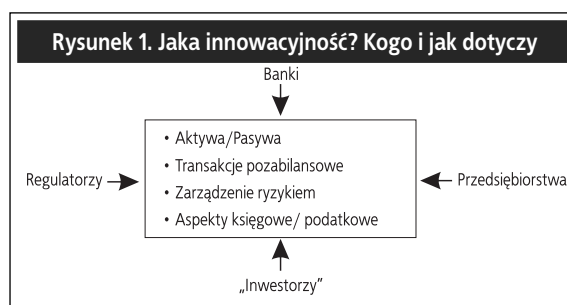 Rysunek 1. Jaka innowacyjność? Kogo i jak dotyczy
Banki
• Aktywa/Pasywa
• Transakcje pozabilansowe
• Zarządzenie ryzykiem
• Aspekty księgowe/ podatkowe
Regulatorzy
Przedsiębiorstwa
„Inwestorzy”